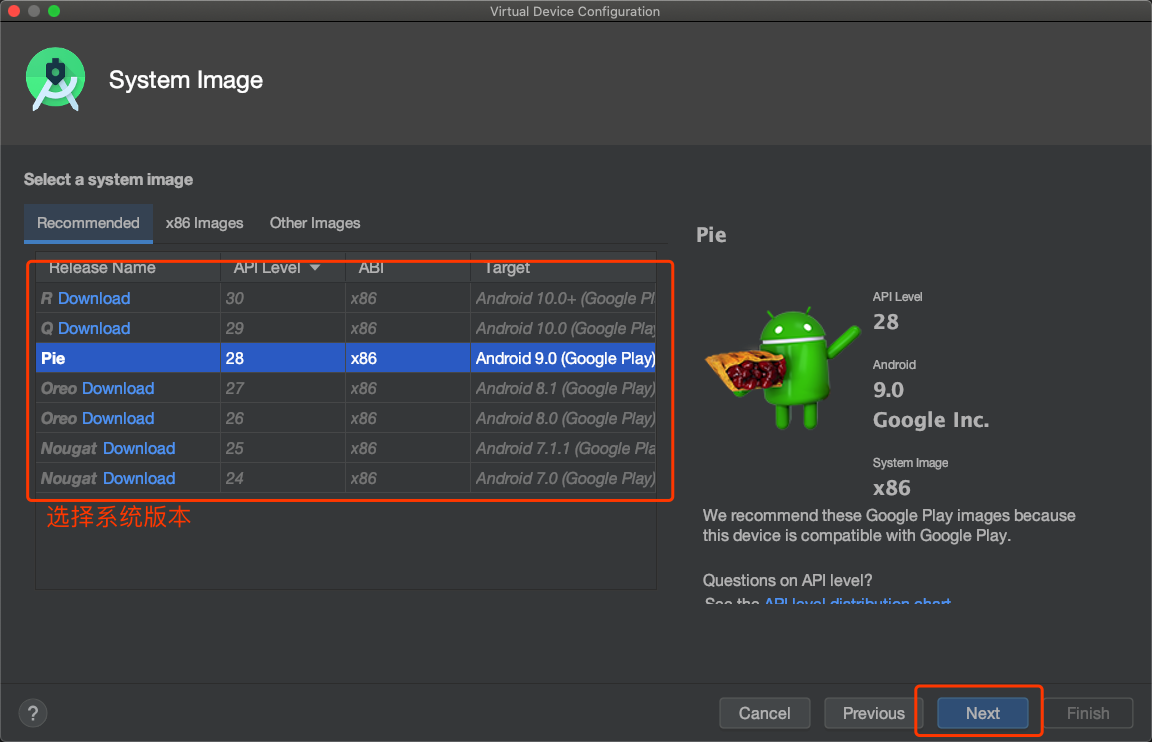 Virtual Device Configuration
System Image
Select a system image
Recommended x86 Images Other Images
Release Name API Level ABI Target
R Download 30 x86 Android 10.0+ (Google Pl
Q Download 29 x86 Android 10.0 (Google Play
Pie 28 x86 Android 9.0 (Google Play)
Oreo Download 27 x86 Android 8.1 (Google Play)
Oreo Download 26 x86 Android 8.0 (Google Play)
Nougat Download 25 x86 Android 7.1.1 (Google Pla
Nougat Download 24 x86 Android 7.0 (Google Play)
选择系统版本
Pie
API Level
28
Android
9.0
Google Inc.
System Image
x86
We recommend these Google Play images because
this device is compatible with Google Play.
Questions on API level?
See the API level distribution chart
? Cancel Previous Next Finish